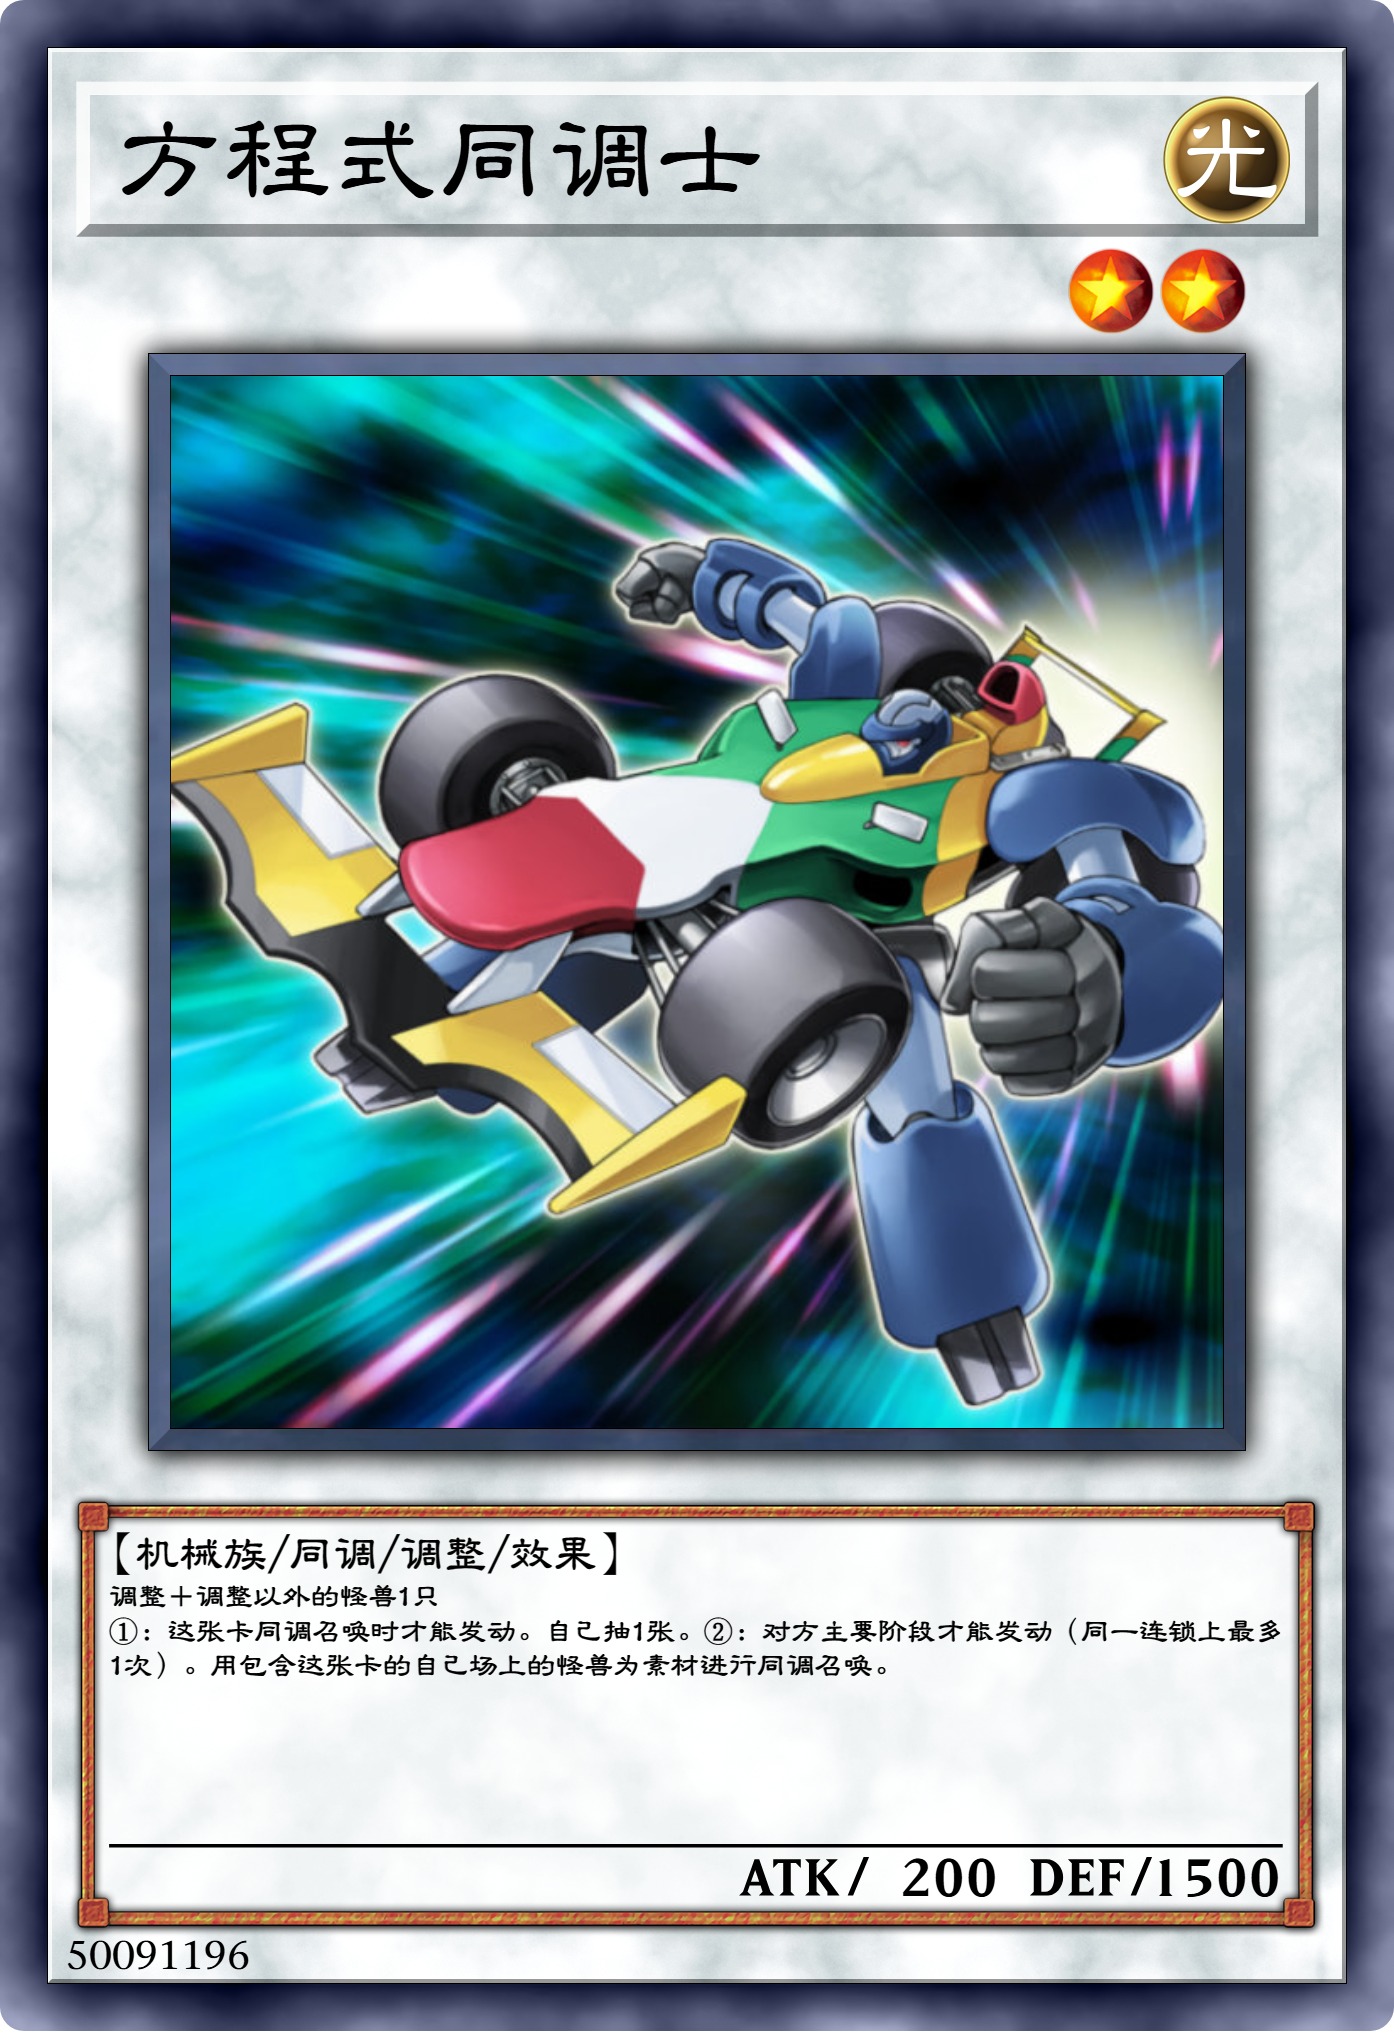 方程式同调士
光
【机械族/同调/调整/效果】
调整＋调整以外的怪兽1只
①：这张卡同调召唤时才能发动。自己抽1张。②：对方主要阶段才能发动（同一连锁上最多
1次）。用包含这张卡的自己场上的怪兽为素材进行同调召唤。
ATK/ 200 DEF/1500
50091196